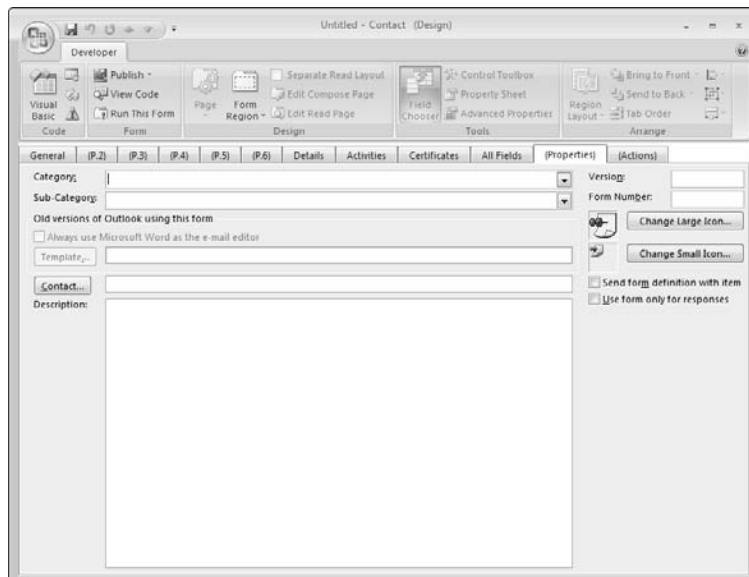 Untitled - Contact (Design)
Developer
Visual Basic
Code
Publish
View Code
Run This Form
Form
Page
Form Region
Separate Read Layout
Edit Compose Page
Edit Read Page
Design
Field Chooser
Control Toolbox
Property Sheet
Advanced Properties
Tools
Region Layout
Bring to Front
Send to Back
Tab Order
Arrange
General (P.2) (P.3) (P.4) (P.5) (P.6) Details Activities Certificates All Fields (Properties) (Actions)
Category:
Version:
Sub-Category:
Form Number:
Old versions of Outlook using this form
Change Large Icon...
Always use Microsoft Word as the e-mail editor
Template...
Change Small Icon...
Contact...
Send form definition with item
Description:
Use form only for responses